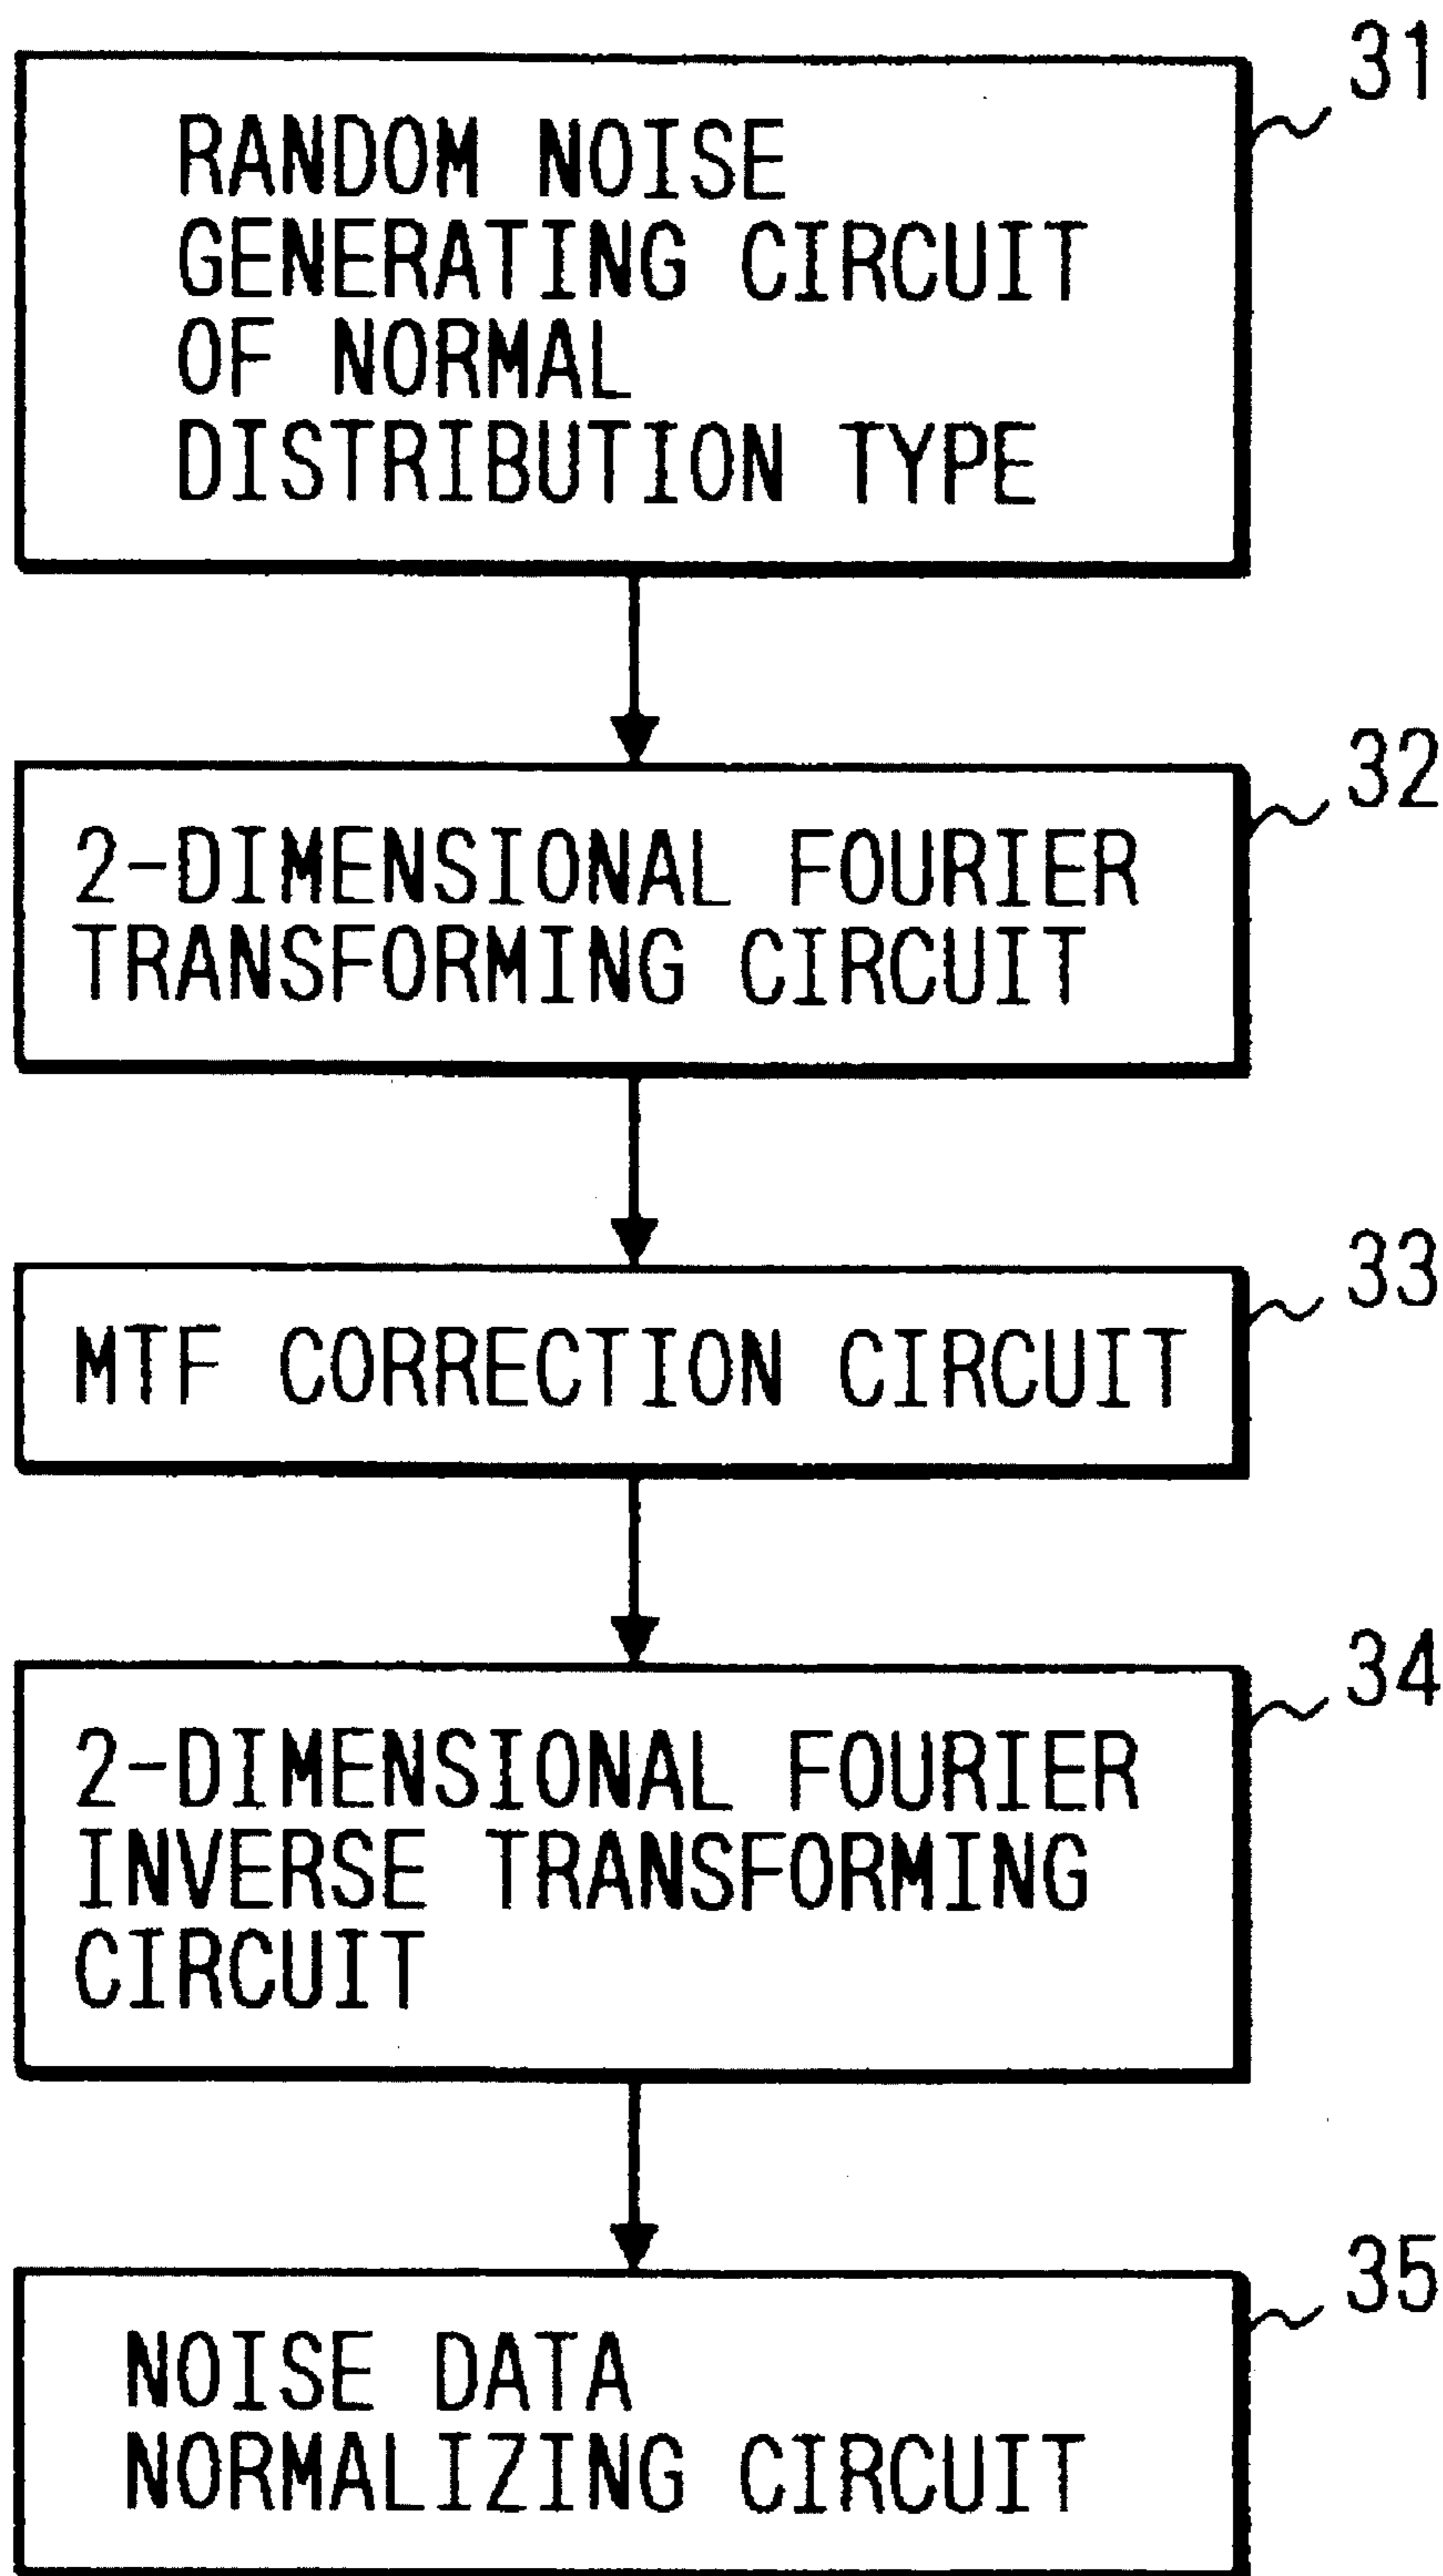 31
RANDOM NOISE
GENERATING CIRCUIT
OF NORMAL
DISTRIBUTION TYPE
32
2-DIMENSIONAL FOURIER
TRANSFORMING CIRCUIT
33
MTF CORRECTION CIRCUIT
34
2-DIMENSIONAL FOURIER
INVERSE TRANSFORMING
CIRCUIT
35
NOISE DATA
NORMALIZING CIRCUIT